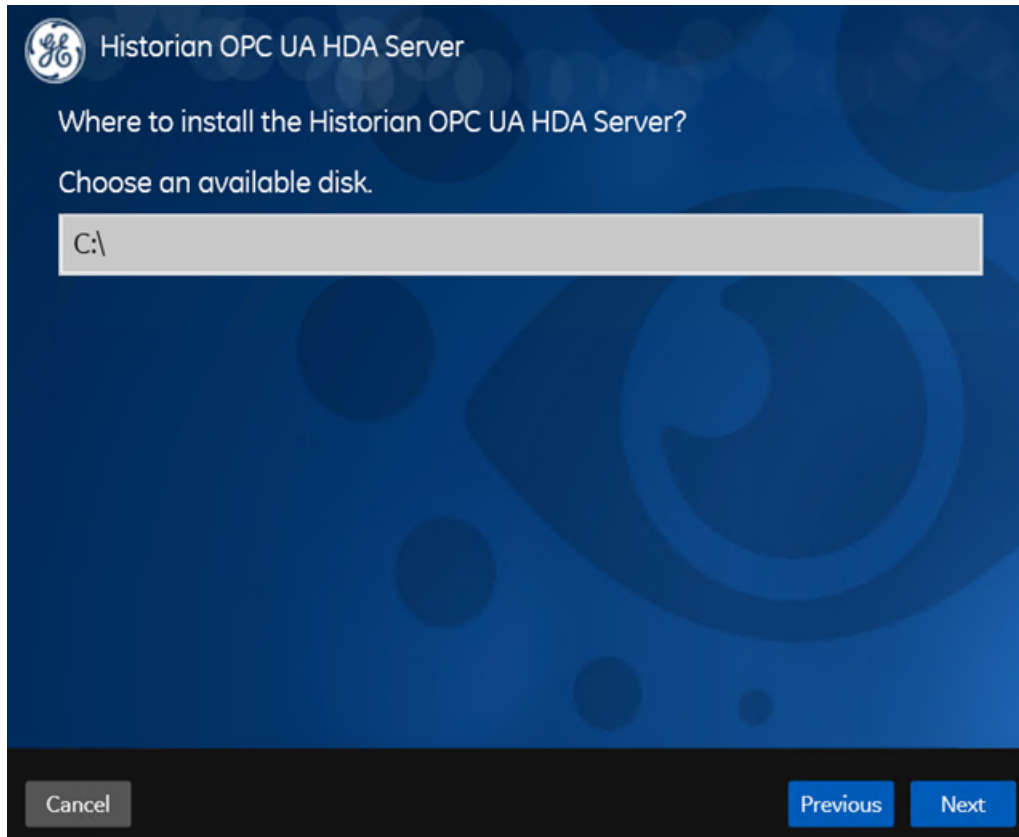 Historian OPC UA HDA Server
Where to install the Historian OPC UA HDA Server?
Choose an available disk.
C:\
Cancel
Previous
Next